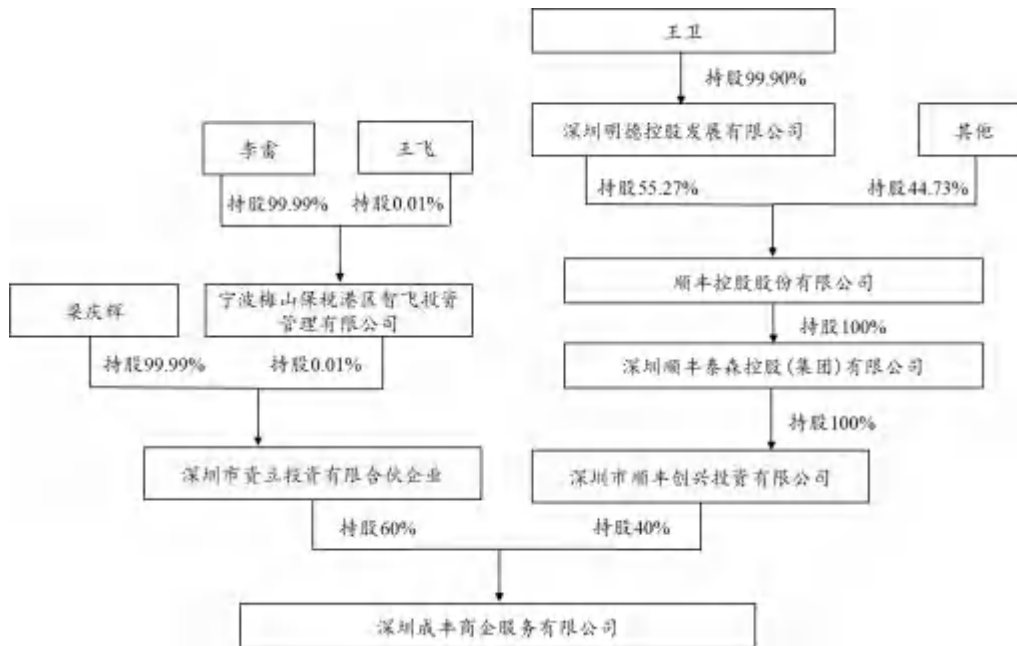 王卫
持股99.90%
深圳明德控股发展有限公司
其他
李雷
王飞
持股55.27%
持股44.73%
持股99.99%
持股0.01%
顺丰控股股份有限公司
梁庆辉
宁波梅山保税港区智飞投资
管理有限公司
持股100%
持股99.99%
持股0.01%
深圳顺丰泰森控股(集团)有限公司
持股100%
深圳市资立投资有限合伙企业
深圳市顺丰创兴投资有限公司
持股60%
持股40%
深圳成丰商企服务有限公司